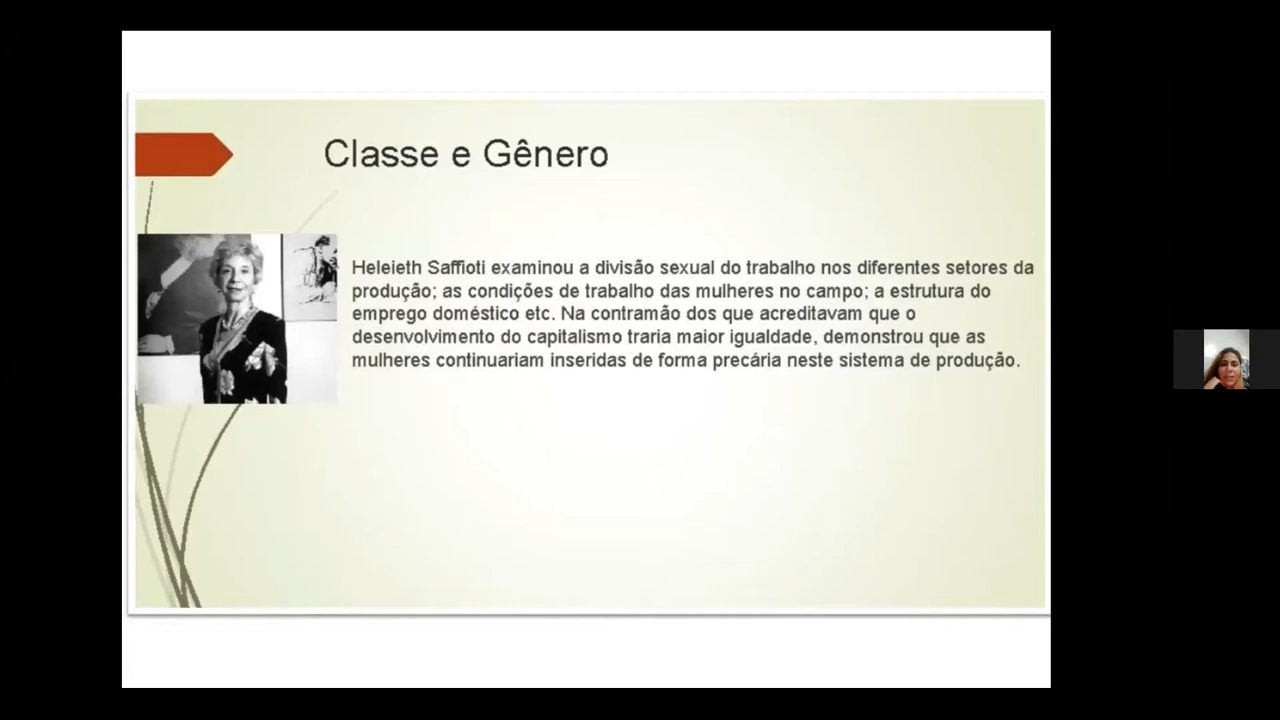 Classe e Gênero
Heleieth Saffioti examinou a divisão sexual do trabalho nos diferentes setores da
produção; as condições de trabalho das mulheres no campo; a estrutura do
emprego doméstico etc. Na contramão dos que acreditavam que o
desenvolvimento do capitalismo traria maior igualdade, demonstrou que as
mulheres continuariam inseridas de forma precária neste sistema de produção.